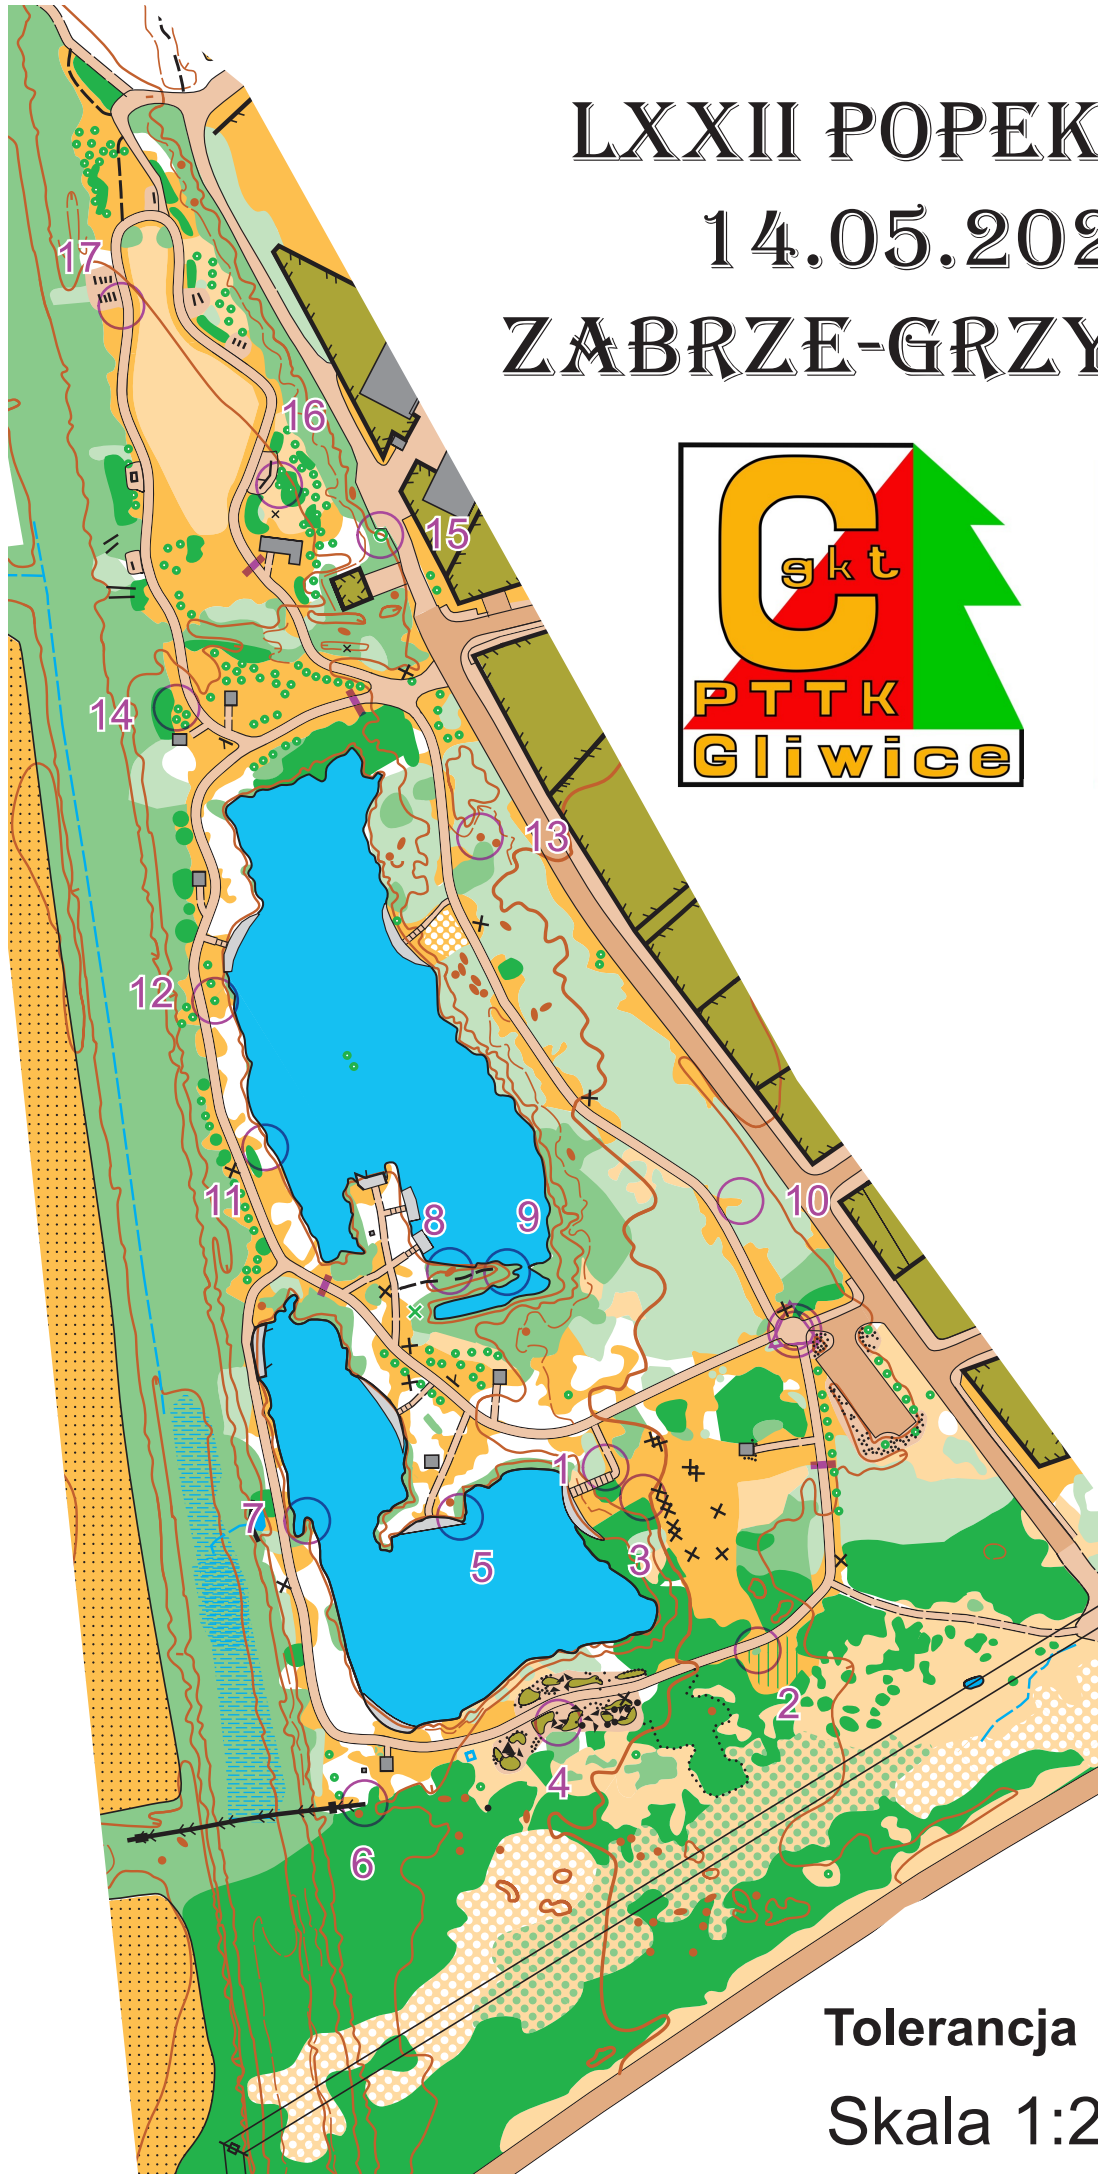 LXXII POPEK
14.05.202
ZABRZE-GRZY
C
gkt
PTTK
Gliwice
17
16
15
14
13
12
11
10
8
9
1
7
5
3
2
4
6
Tolerancja
Skala 1:2